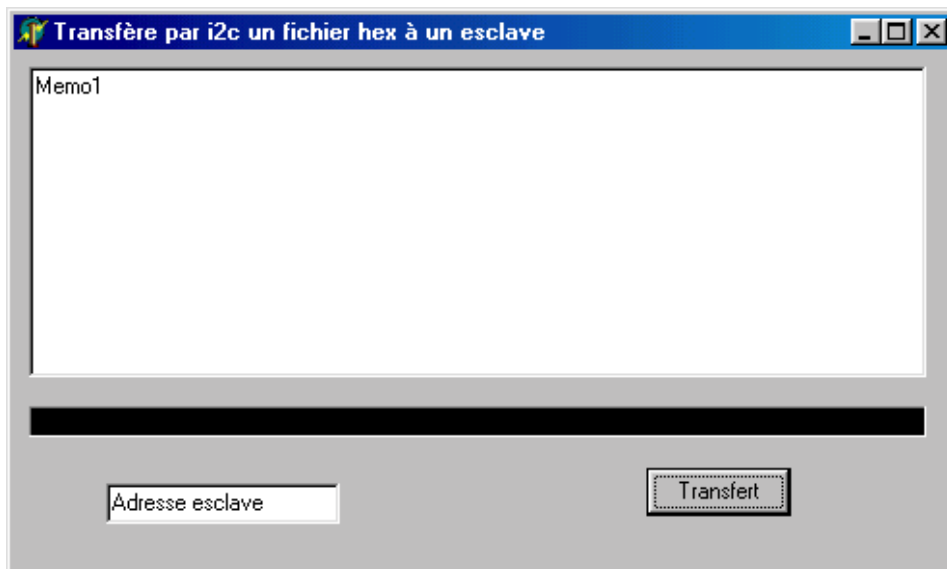 Transfère par i2c un fichier hex à un esclave
Memo1
Adresse esclave
Transfert